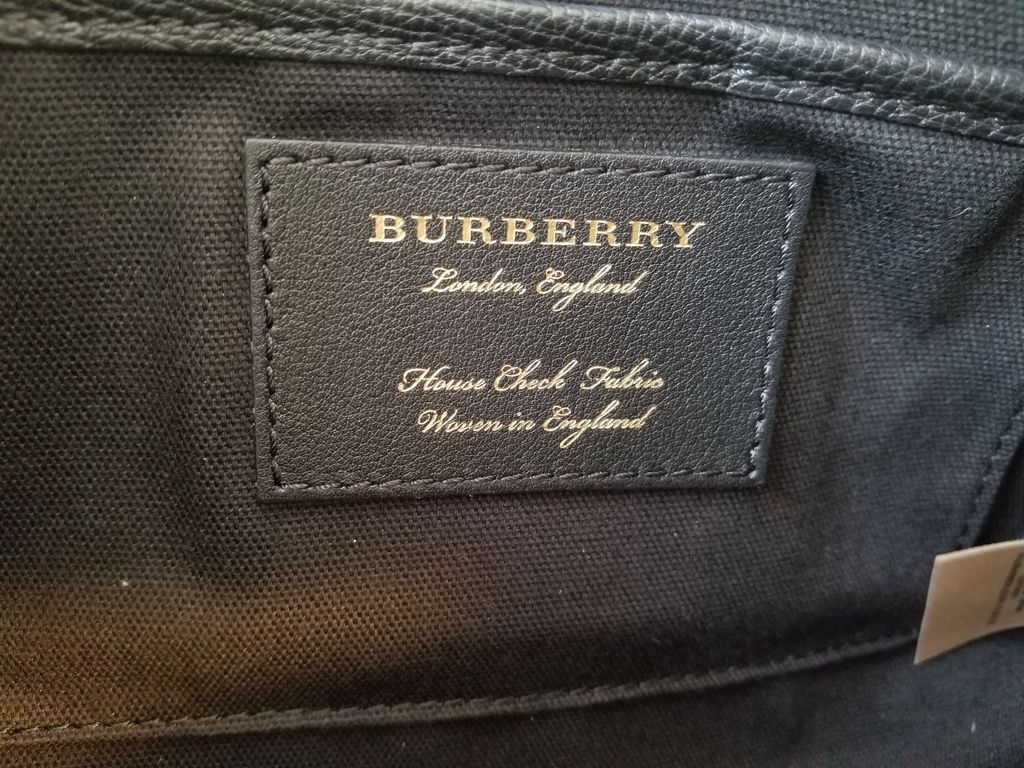 BURBERRY
London, England
House Check Fabric
Woven in England